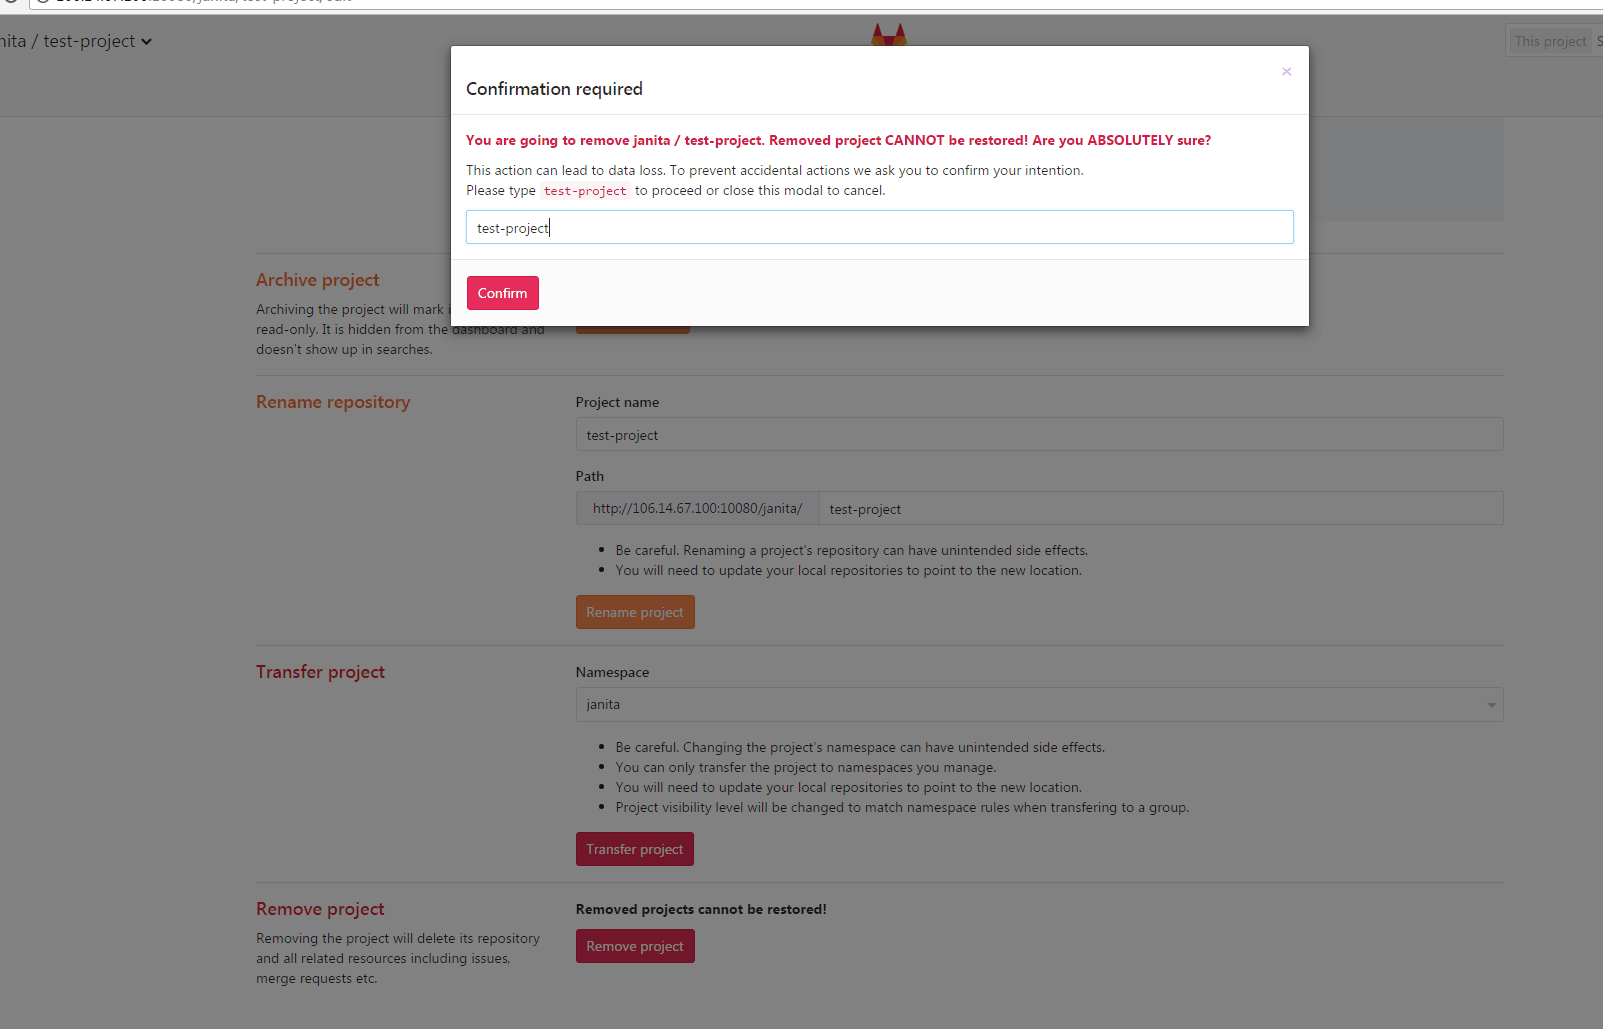 nita / test-project
This project
Confirmation required
×
You are going to remove janita / test-project. Removed project CANNOT be restored! Are you ABSOLUTELY sure?
This action can lead to data loss. To prevent accidental actions we ask you to confirm your intention.
Please type test-project to proceed or close this modal to cancel.
test-project
Confirm
Archive project
Archiving the project will mark
read-only. It is hidden from the dashboard and
doesn't show up in searches.
Rename repository
Project name
test-project
Path
http://106.14.67.100:10080/janita/ test-project
• Be careful. Renaming a project's repository can have unintended side effects.
• You will need to update your local repositories to point to the new location.
Rename project
Transfer project
Namespace
janita
• Be careful. Changing the project's namespace can have unintended side effects.
• You can only transfer the project to namespaces you manage.
• You will need to update your local repositories to point to the new location.
• Project visibility level will be changed to match namespace rules when transfering to a group.
Transfer project
Remove project
Removing the project will delete its repository
and all related resources including issues,
merge requests etc.
Removed projects cannot be restored!
Remove project